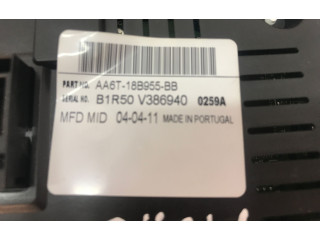 PART NO. AA6T-18B955-BB
SERIAL NO. B1R50 V386940 0259A
MFD MID 04-04-11 MADE IN PORTUGAL